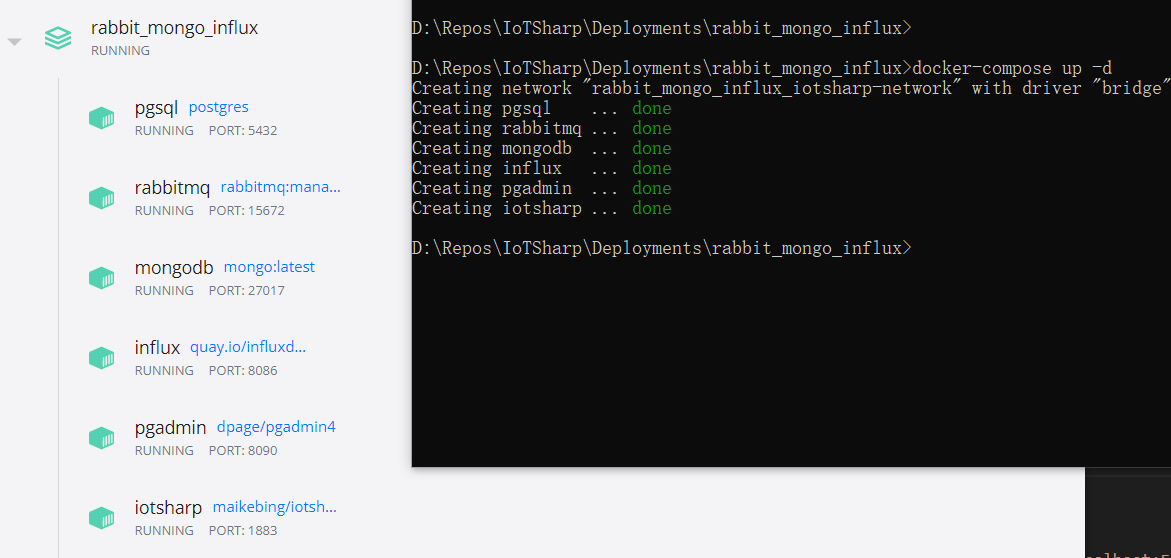 rabbit_mongo_influx
RUNNING
pgsql postgres
RUNNING PORT: 5432
rabbitmq rabbitmq:mana...
RUNNING PORT: 15672
mongodb mongo:latest
RUNNING PORT: 27017
influx quay.io/influxd...
RUNNING PORT: 8086
pgadmin dpage/pgadmin4
RUNNING PORT: 8090
iotsharp maikebing/iotsh...
RUNNING PORT: 1883
D:\Repos\IoTSharp\Deployments\rabbit_mongo_influx>
D:\Repos\IoTSharp\Deployments\rabbit_mongo_influx>docker-compose up -d
Creating network "rabbit_mongo_influx_iotsharp-network" with driver "bridge"
Creating pgsql ... done
Creating rabbitmq ... done
Creating mongodb ... done
Creating influx ... done
Creating pgadmin ... done
Creating iotsharp ... done
D:\Repos\IoTSharp\Deployments\rabbit_mongo_influx>